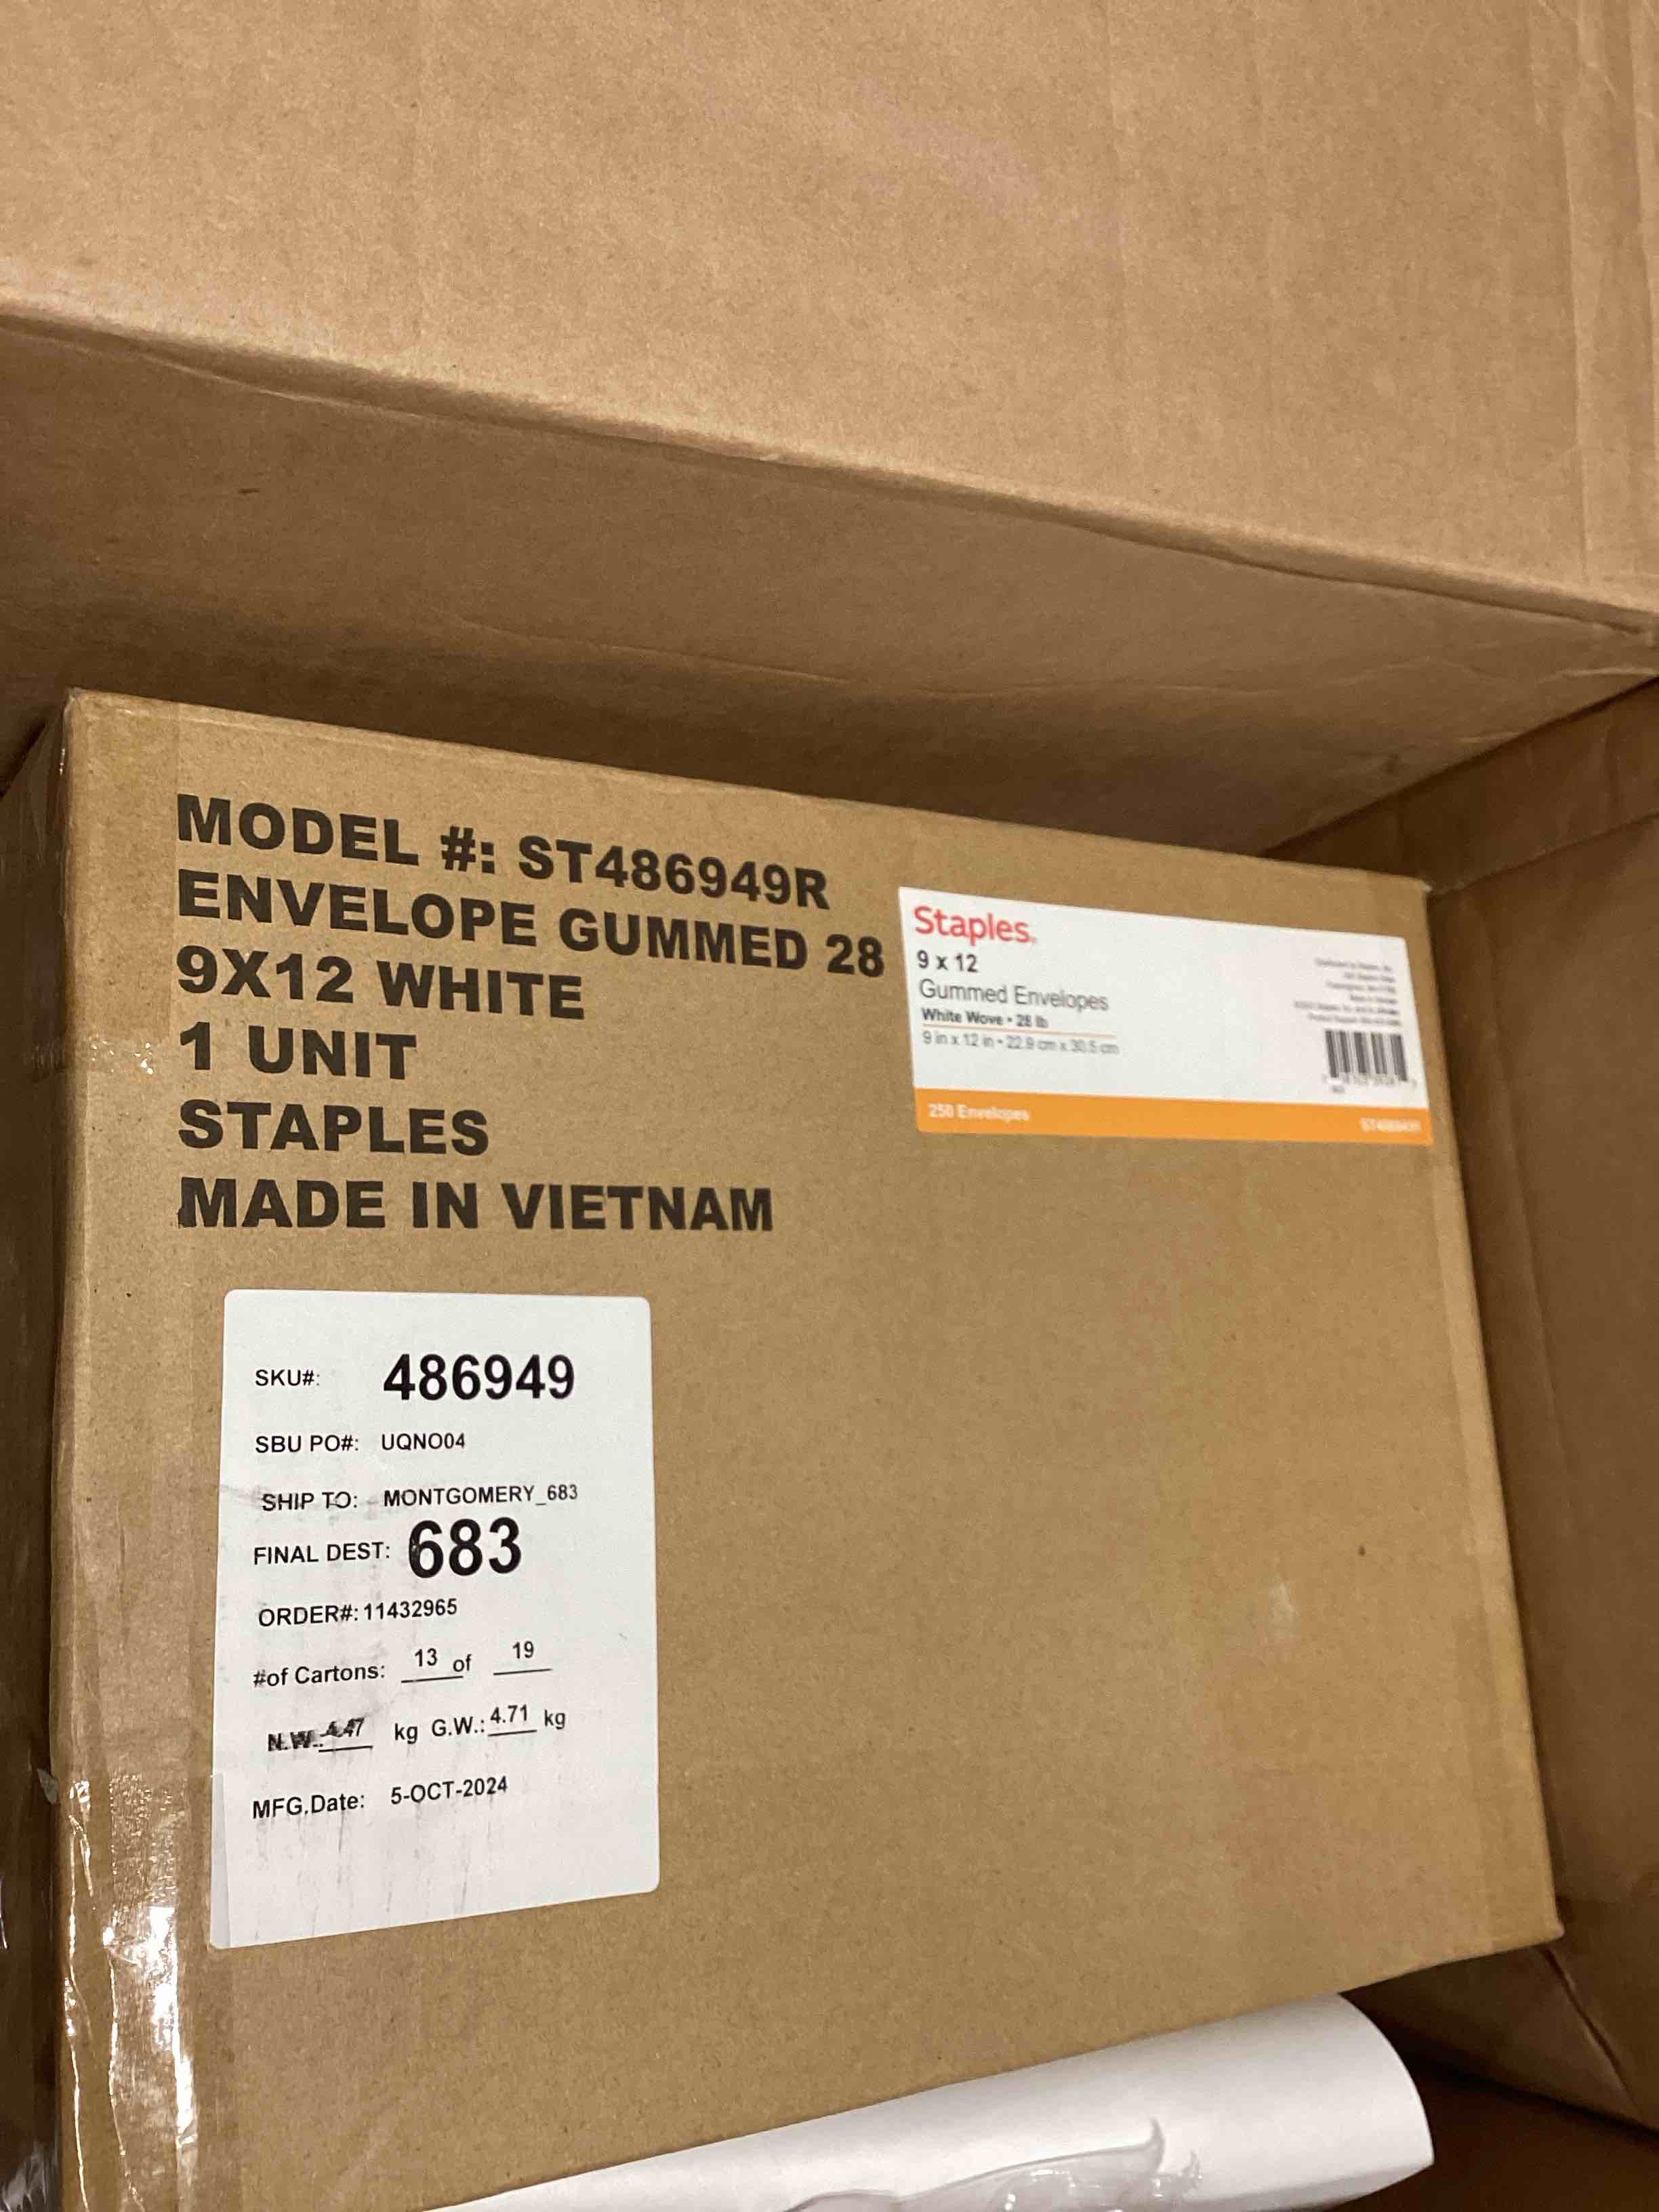 MODEL #: ST486949R
ENVELOPE GUMMED 28
9X12 WHITE
1 UNIT
STAPLES
MADE IN VIETNAM
Staples.
9 x 12
Gummed Envelopes
White Wove • 28 lb
9 in x 12 in • 22.9 cm x 30.5 cm
250 Envelopes
SKU#: 486949
SBU PO#: UQNO04
SHIP TO: MONTGOMERY_683
FINAL DEST: 683
ORDER#: 11432965
#of Cartons: 13 of 19
N.W.: 4.47 kg G.W.: 4.71 kg
MFG.Date: 5-OCT-2024